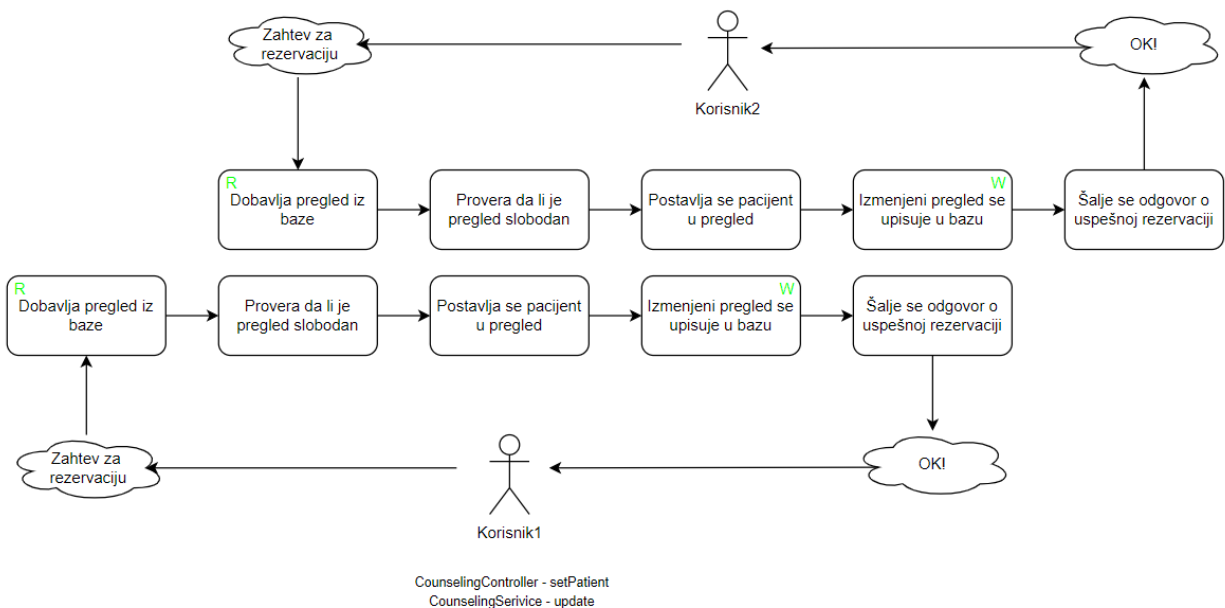 Zahtev za
rezervaciju
OK!
Korisnik2
R
Dobavlja pregled iz
baze
Provera da li je
pregled slobodan
Postavlja se pacijent
u pregled
W
Izmenjeni pregled se
upisuje u bazu
Šalje se odgovor o
uspešnoj rezervaciji
R
Dobavlja pregled iz
baze
Provera da li je
pregled slobodan
Postavlja se pacijent
u pregled
W
Izmenjeni pregled se
upisuje u bazu
Šalje se odgovor o
uspešnoj rezervaciji
Zahtev za
rezervaciju
OK!
Korisnik1
CounselingController - setPatient
CounselingSerivice - update